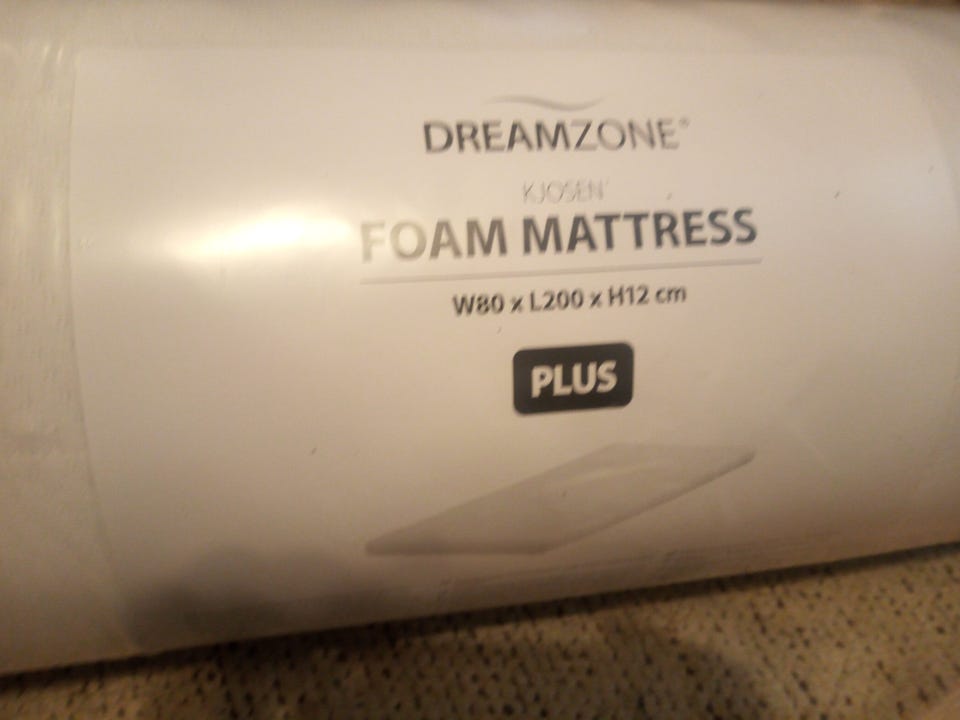 DREAMZONE®
KJOSEN
FOAM MATTRESS
W80 x L200 x H12 cm
PLUS